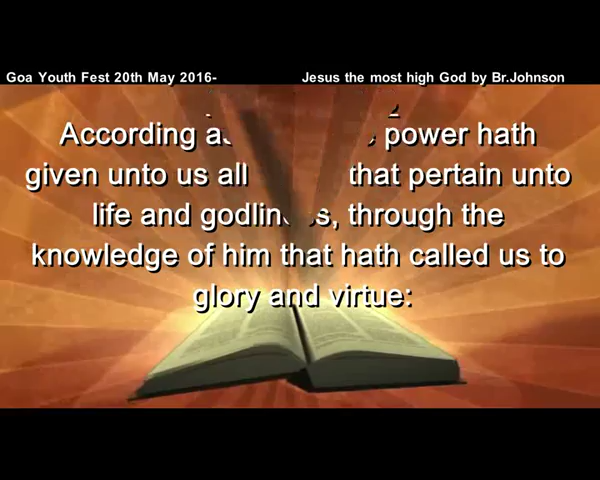 Goa Youth Fest 20th May 2016- Jesus the most high God by Br.Johnson
According power hath
given unto us all that pertain unto
life and godliness, through the
knowledge of him that hath called us to
glory and virtue: